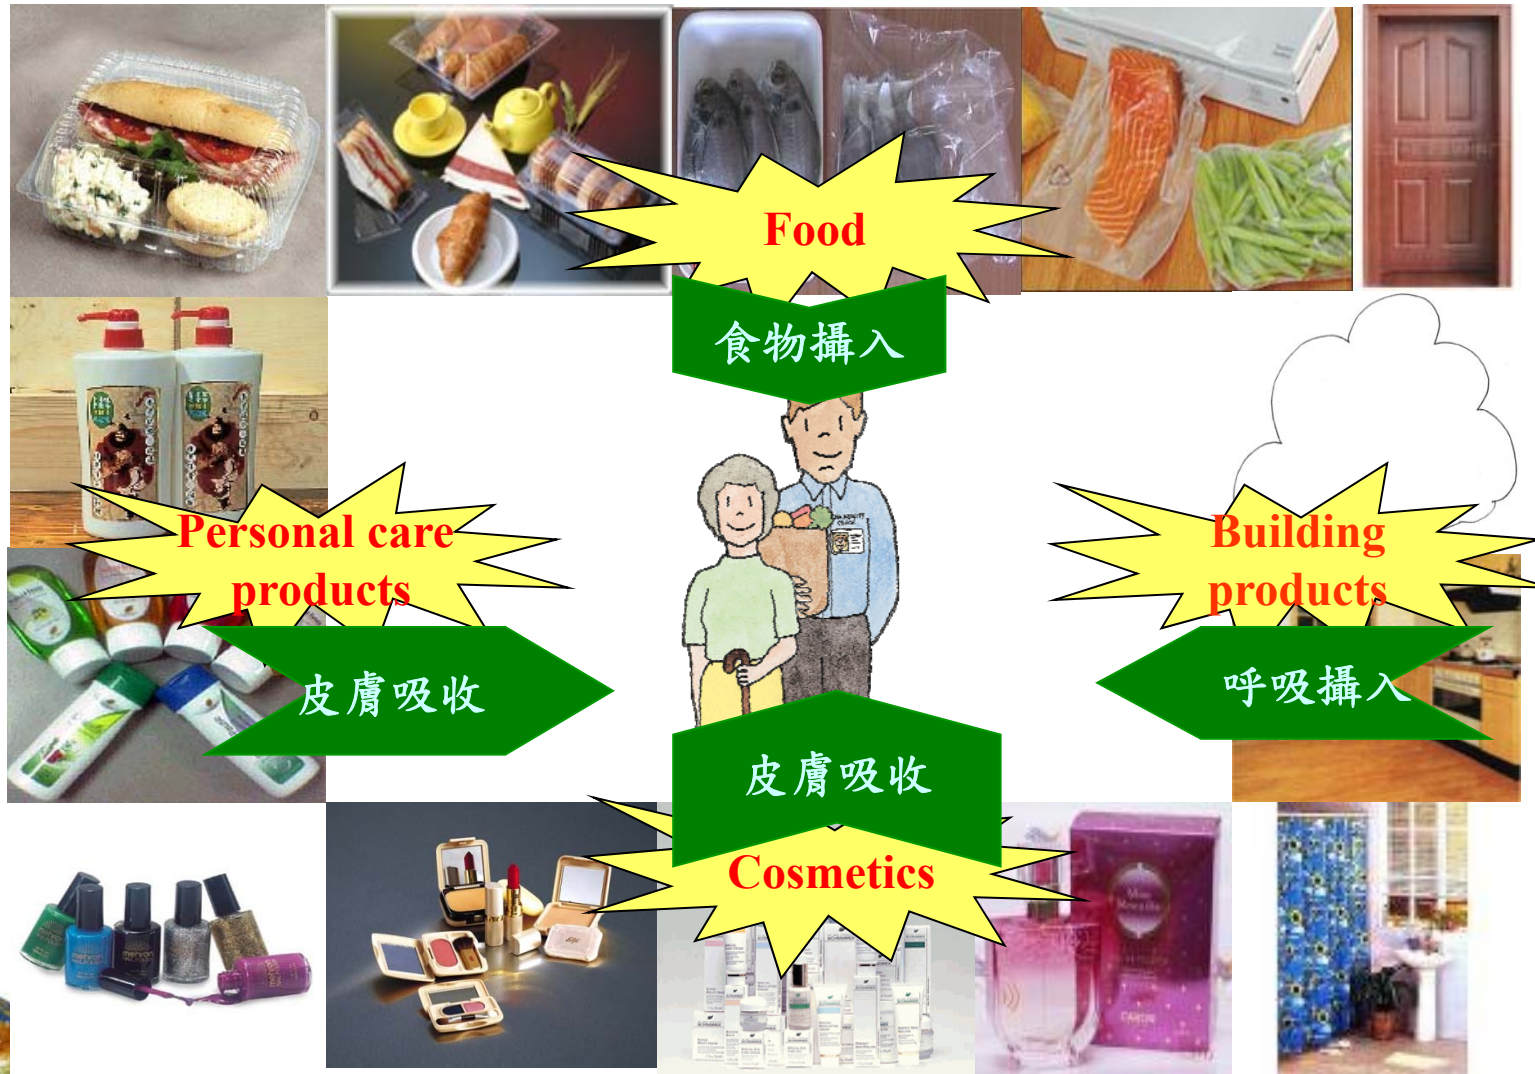 Food
食物攝入
Personal care
products
皮膚吸收
Building
products
呼吸攝入
皮膚吸收
Cosmetics